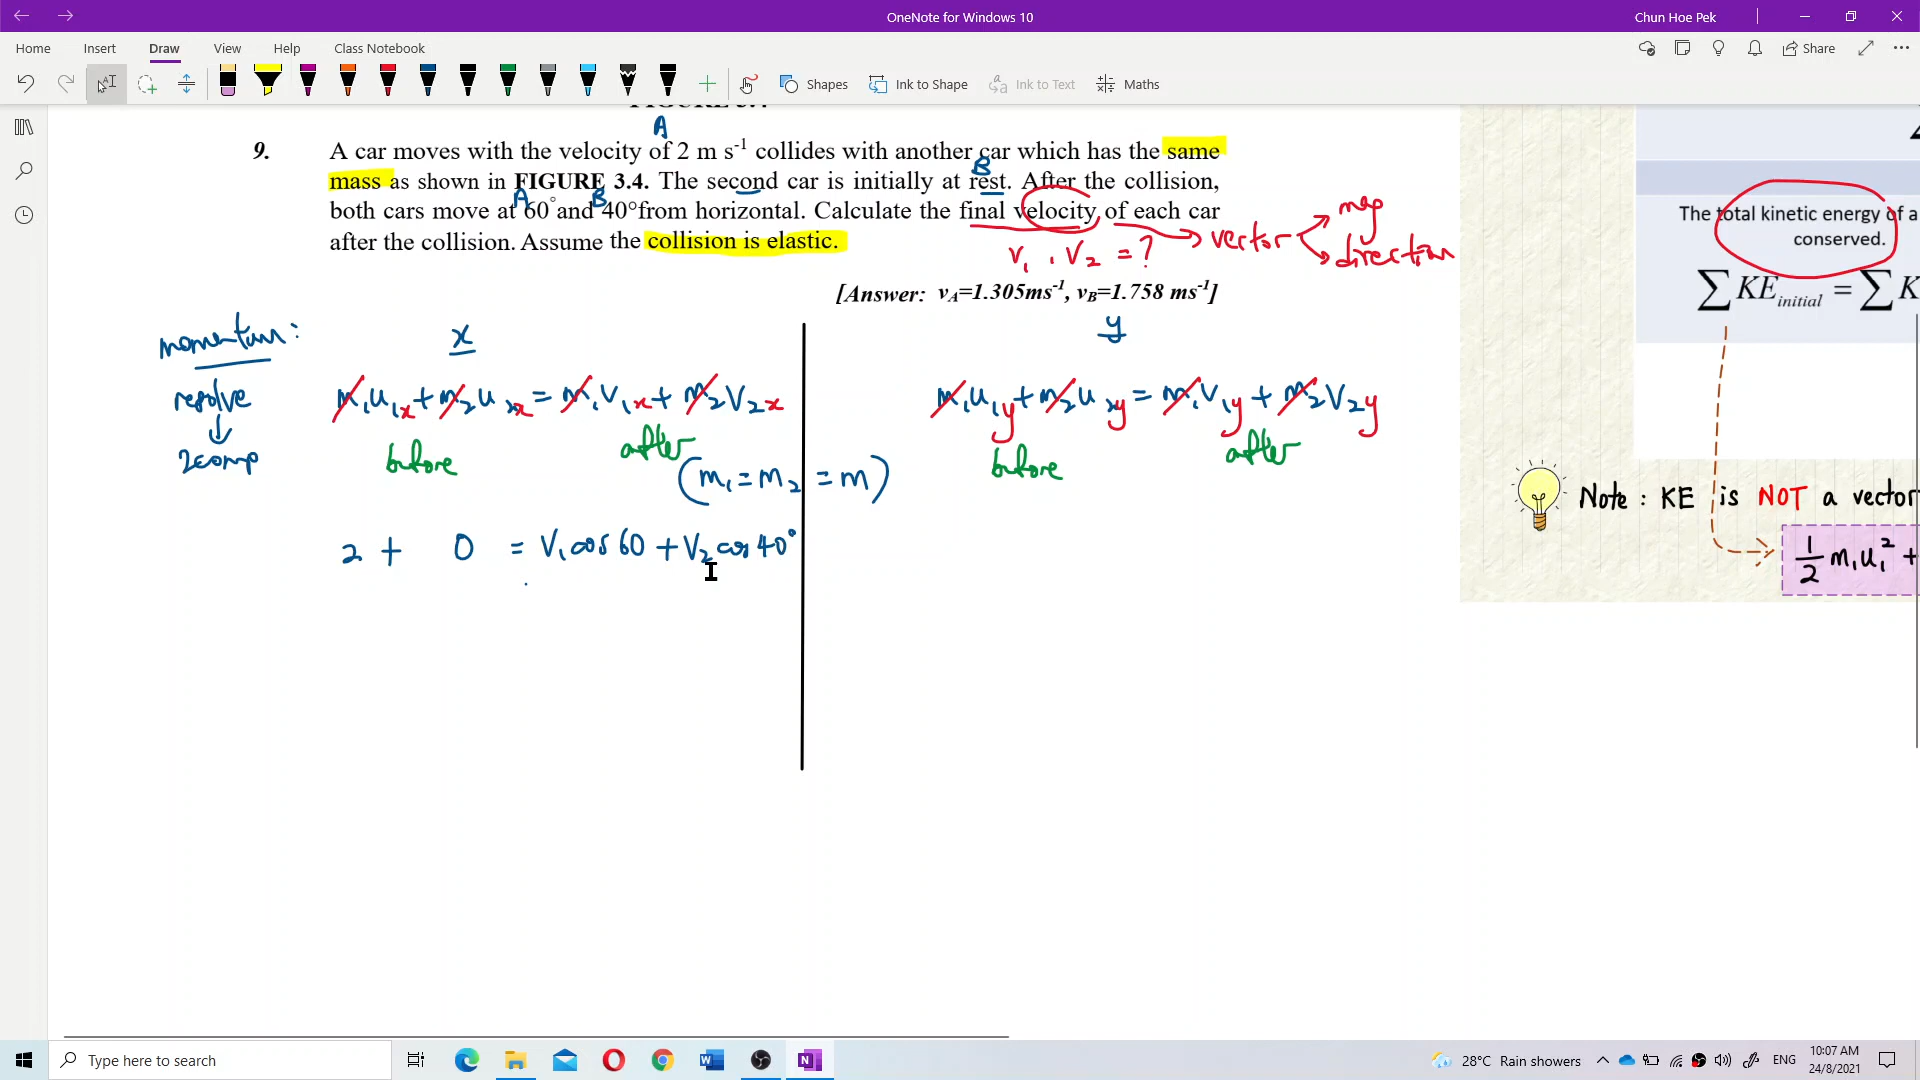 OneNote for Windows 10
Chun Hoe Pek
Home Insert Draw View Help Class Notebook
Share
Shapes Ink to Shape Ink to Text Maths
A
9. A car moves with the velocity of 2 m s-1 collides with another car which has the same
B
mass as shown in FIGURE 3.4. The second car is initially at rest. After the collision,
A B
both cars move at 60° and 40°from horizontal. Calculate the final velocity of each car
after the collision. Assume the collision is elastic.
vector mag
direction
V1, V2 = ?
[Answer: vA=1.305ms-1, vB=1.758 ms-1]
momentum:
resolve
↓
2comp
x
m1u1x + m2u2x = m1V1x + m2V2x
before after
(m1 = m2 = m)
2 + 0 = V1 cos 60 + V2 cos 40°
y
m1u1y + m2u2y = m1V1y + m2V2y
before after
The total kinetic energy of a
conserved.
∑KEinitial = ∑K
Note : KE is NOT a vector
1/2 m1u1² +
Type here to search
28°C Rain showers
ENG
10:07 AM
24/8/2021